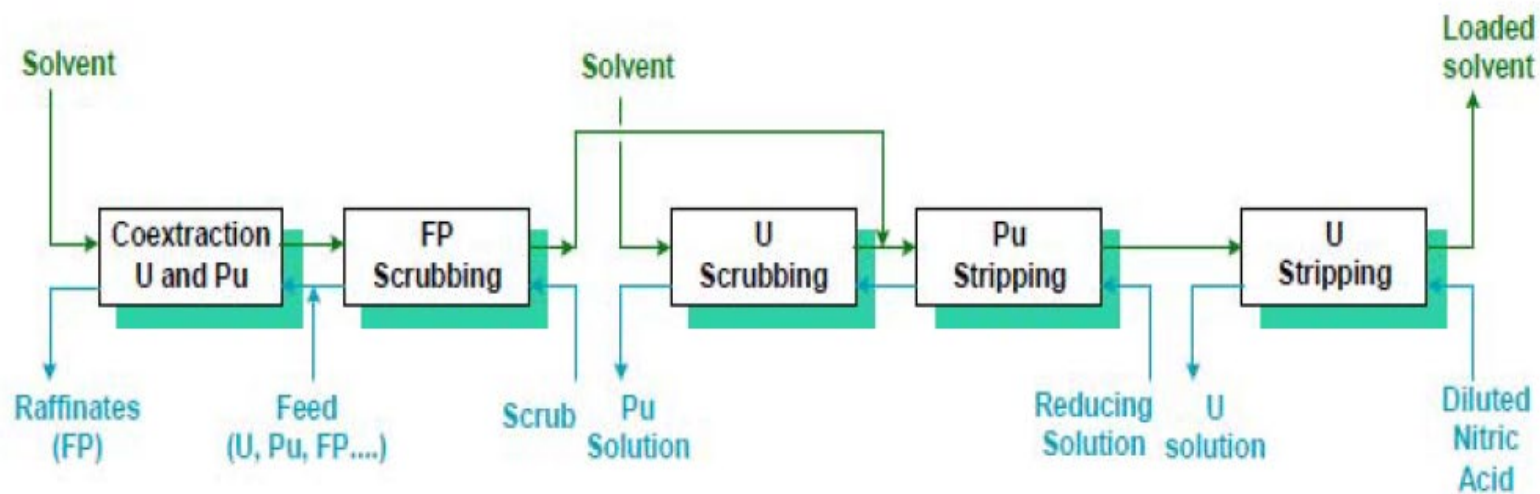 Solvent
Solvent
Loaded
solvent
Coextraction
U and Pu
FP
Scrubbing
U
Scrubbing
Pu
Stripping
U
Stripping
Raffinates
(FP)
Feed
(U, Pu, FP....)
Scrub
Pu
Solution
Reducing
Solution
U
solution
Diluted
Nitric
Acid